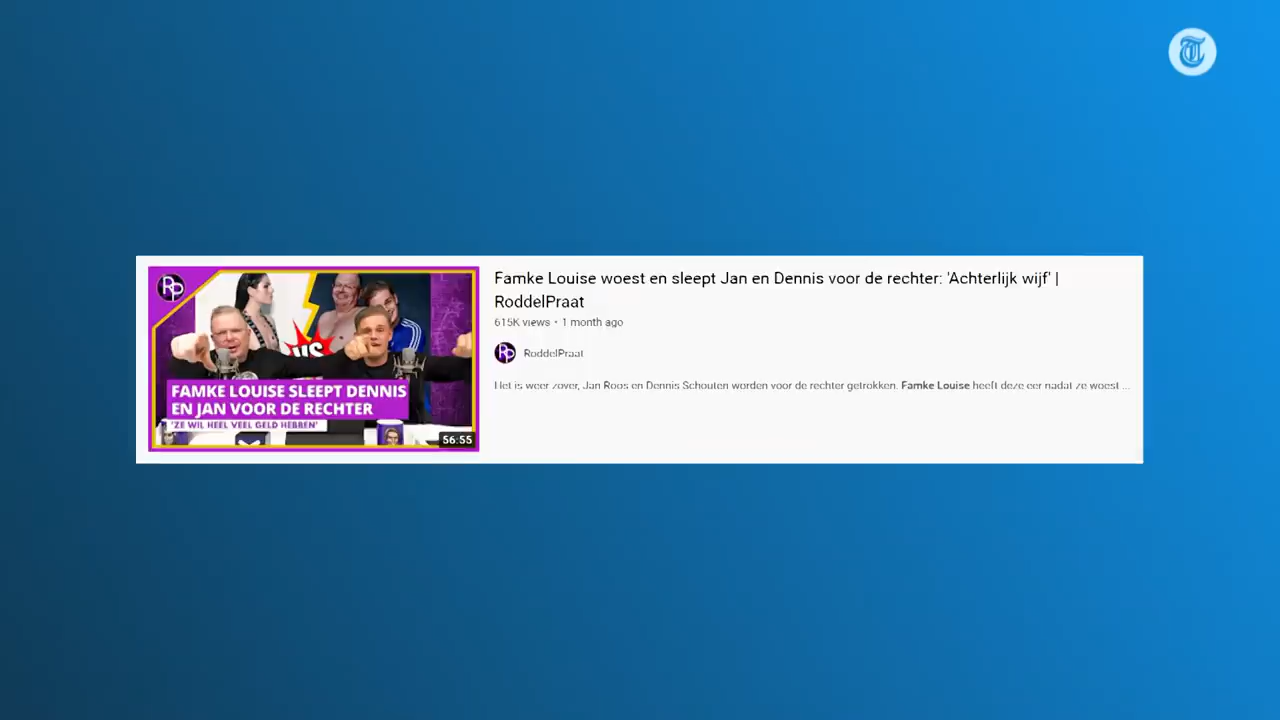 T
Famke Louise woest en sleept Jan en Dennis voor de rechter: 'Achterlijk wijf' |
RoddelPraat
615K views • 1 month ago
RP
RoddelPraat
Het is weer zover, Jan Roos en Dennis Schouten worden voor de rechter getrokken. Famke Louise heeft deze eer nadat ze woest ...
RP
VS
FAMKE LOUISE SLEEPT DENNIS
EN JAN VOOR DE RECHTER
'ZE WIL HEEL VEEL GELD HEBBEN'
56:55